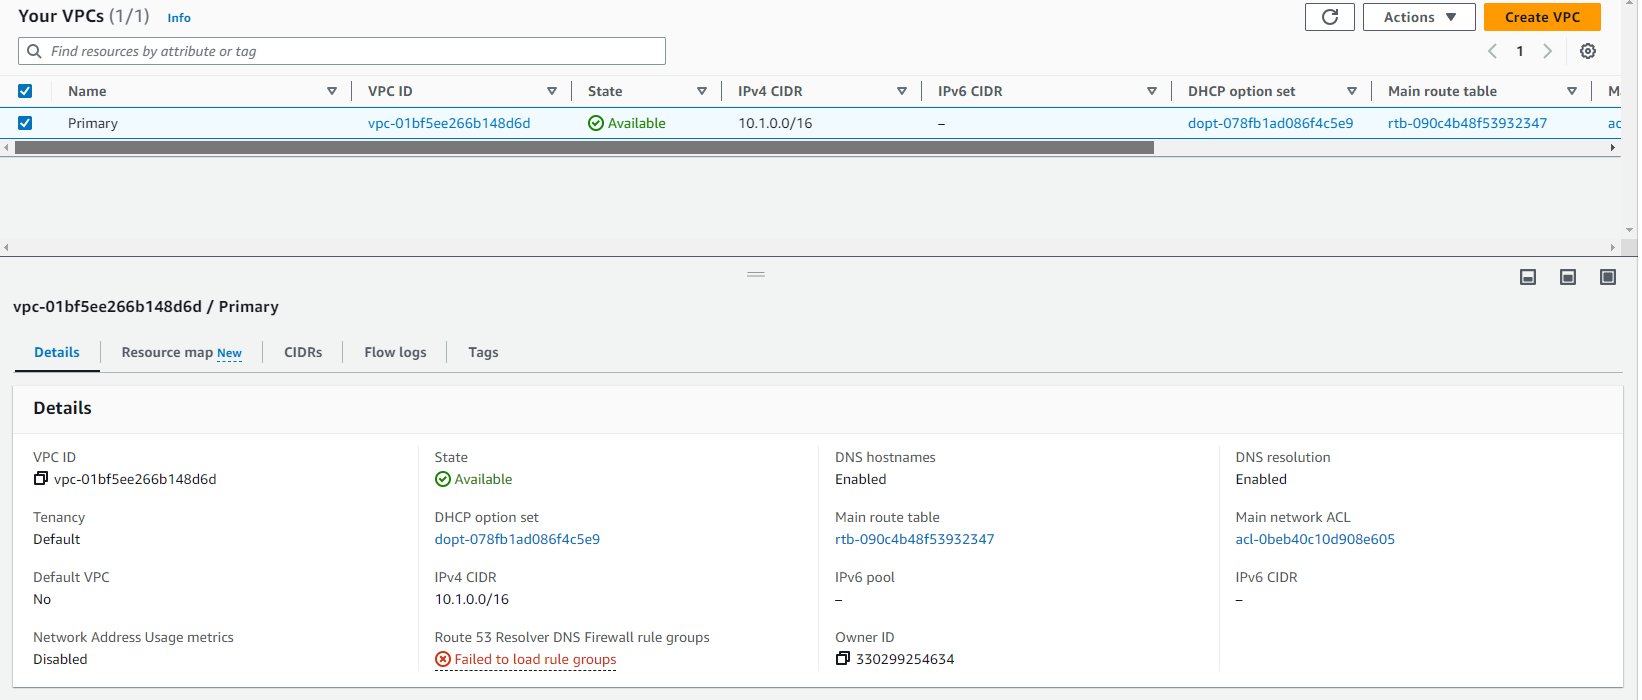 Your VPCs (1/1) Info
Actions Create VPC
Find resources by attribute or tag
1
Name VPC ID State IPv4 CIDR IPv6 CIDR DHCP option set Main route table
Primary vpc-01bf5ee266b148d6d Available 10.1.0.0/16 – dopt-078fb1ad086f4c5e9 rtb-090c4b48f53932347
vpc-01bf5ee266b148d6d / Primary
Details Resource map New CIDRs Flow logs Tags
Details
VPC ID State DNS hostnames DNS resolution
vpc-01bf5ee266b148d6d Available Enabled Enabled
Tenancy DHCP option set Main route table Main network ACL
Default dopt-078fb1ad086f4c5e9 rtb-090c4b48f53932347 acl-0beb40c10d908e605
Default VPC IPv4 CIDR IPv6 pool IPv6 CIDR
No 10.1.0.0/16 – –
Network Address Usage metrics Route 53 Resolver DNS Firewall rule groups Owner ID
Disabled Failed to load rule groups 330299254634